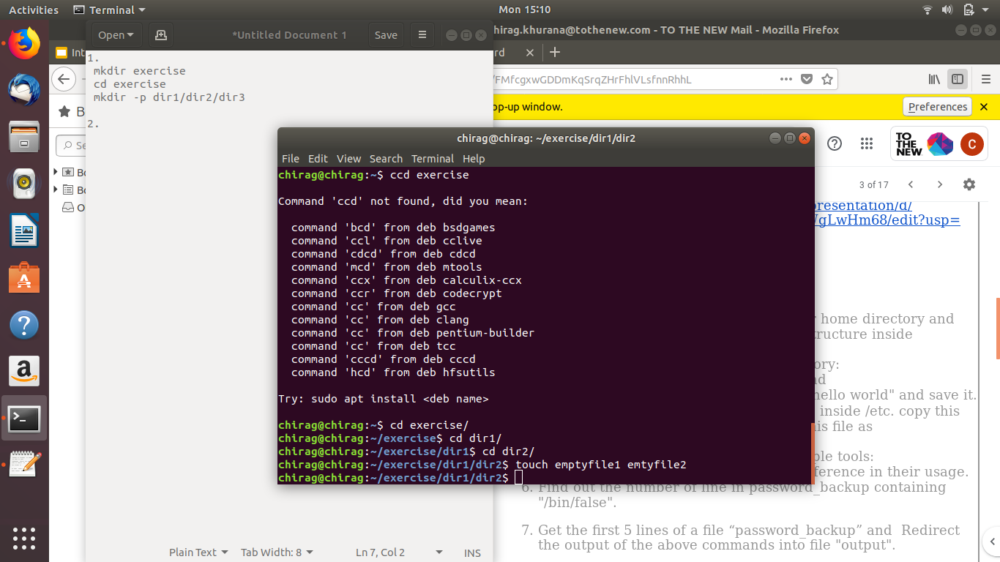 Activities Terminal Mon 15:10
Open *Untitled Document 1 Save
chirag.khurana@tothenew.com - TO THE NEW Mail - Mozilla Firefox
1.
mkdir exercise
cd exercise
mkdir -p dir1/dir2/dir3
2.
/FMfcgxwGDDmKqSrqZHrFhlVLsfnnRhhL
op-up window. Preferences
TO THE NEW C
3 of 17
presentation/d/
/gLwHm68/edit?usp=
chirag@chirag: ~/exercise/dir1/dir2
File Edit View Search Terminal Help
chirag@chirag:~$ ccd exercise
Command 'ccd' not found, did you mean:
command 'bcd' from deb bsdgames
command 'ccl' from deb cclive
command 'cdcd' from deb cdcd
command 'mcd' from deb mtools
command 'ccx' from deb calculix-ccx
command 'ccr' from deb codecrypt
command 'cc' from deb gcc
command 'cc' from deb clang
command 'cc' from deb pentium-builder
command 'cc' from deb tcc
command 'cccd' from deb cccd
command 'hcd' from deb hfsutils
Try: sudo apt install <deb name>
chirag@chirag:~$ cd exercise/
chirag@chirag:~/exercise$ cd dir1/
chirag@chirag:~/exercise/dir1$ cd dir2/
chirag@chirag:~/exercise/dir1/dir2$ touch emptyfile1 emtyfile2
chirag@chirag:~/exercise/dir1/dir2$
home directory and
ructure inside
ory:
hello world" and save it.
inside /etc. copy this
is file as
ble tools:
ference in their usage.
6. Find out the number of line in password_backup containing
"/bin/false".
7. Get the first 5 lines of a file “password_backup” and Redirect
the output of the above commands into file "output".
Plain Text Tab Width: 8 Ln 7, Col 2 INS